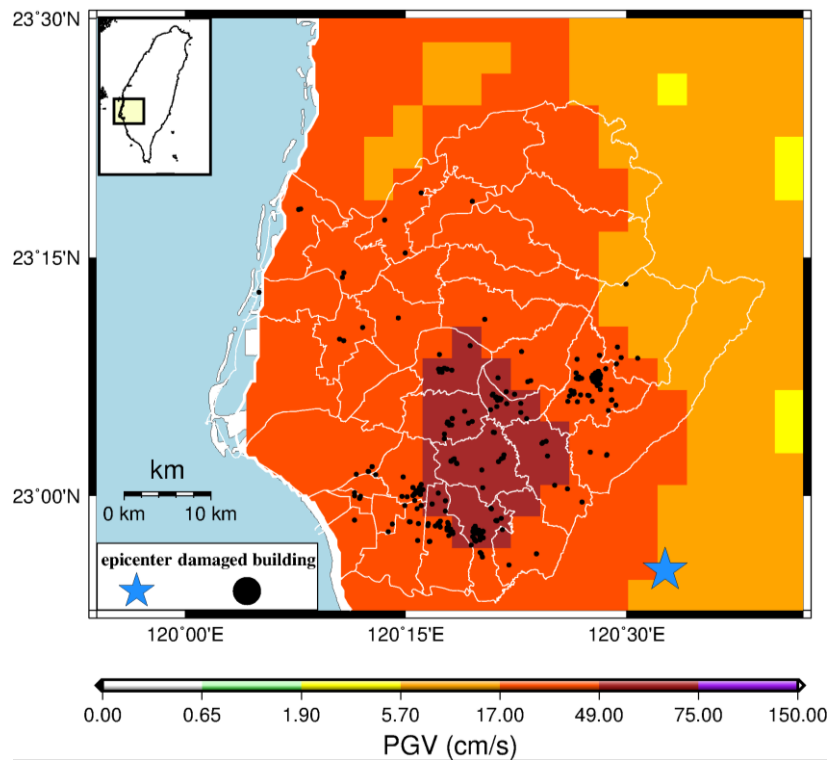 23°30'N
23°15'N
23°00'N
km
0 km 10 km
epicenter damaged building
120°00'E 120°15'E 120°30'E
0.00 0.65 1.90 5.70 17.00 49.00 75.00 150.00
PGV (cm/s)